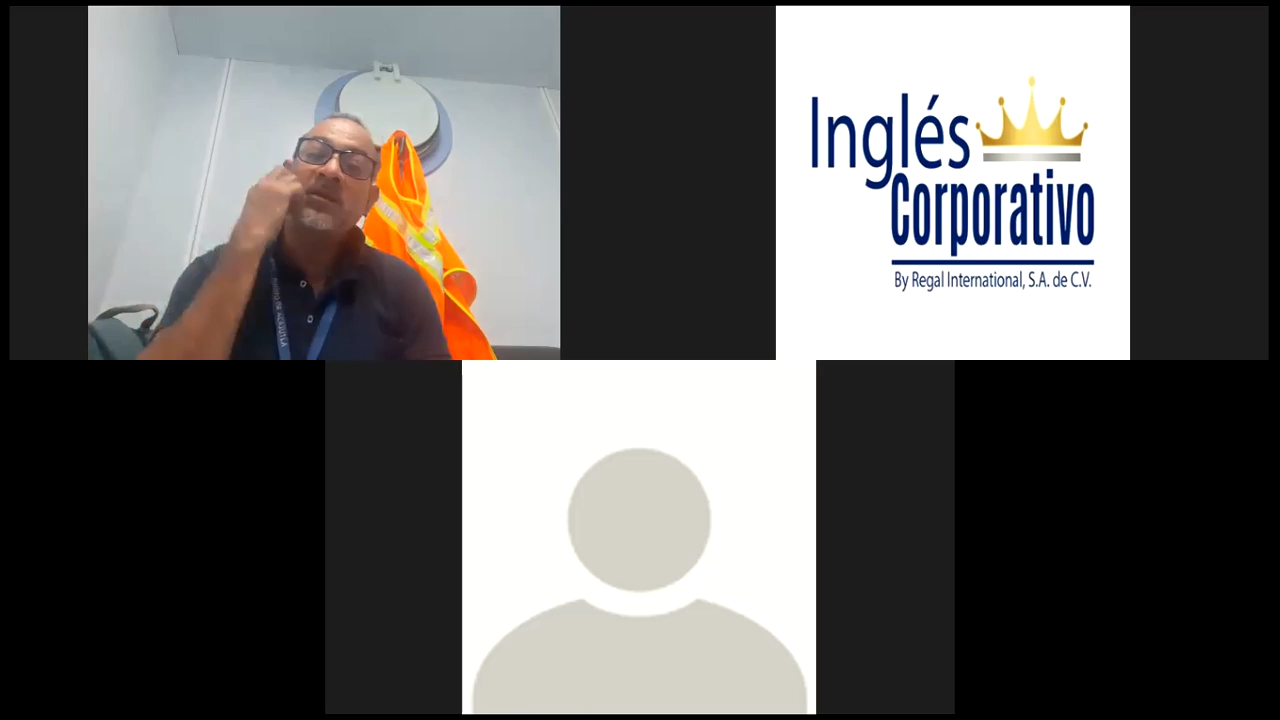 Inglés
Corporativo
By Regal International, S.A. de C.V.